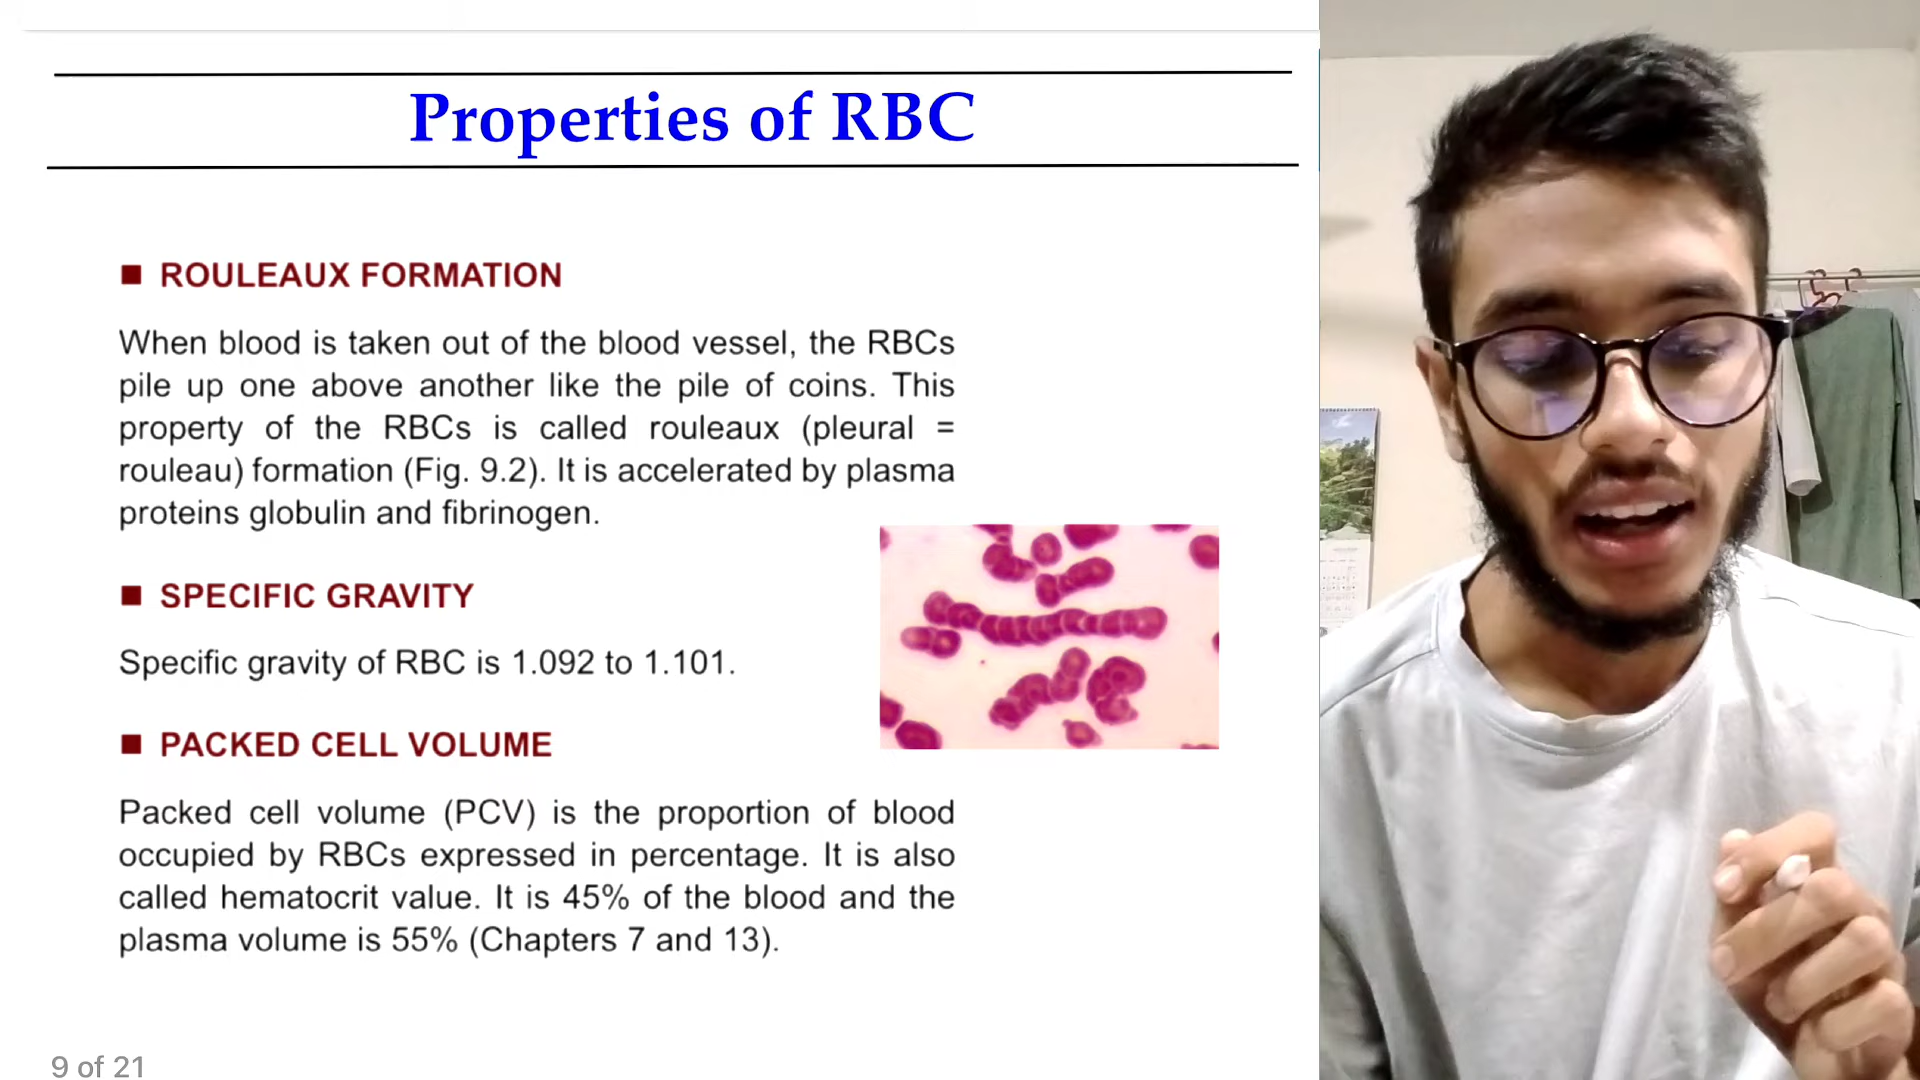 Properties of RBC
■ ROULEAUX FORMATION
When blood is taken out of the blood vessel, the RBCs
pile up one above another like the pile of coins. This
property of the RBCs is called rouleaux (pleural =
rouleau) formation (Fig. 9.2). It is accelerated by plasma
proteins globulin and fibrinogen.
■ SPECIFIC GRAVITY
Specific gravity of RBC is 1.092 to 1.101.
■ PACKED CELL VOLUME
Packed cell volume (PCV) is the proportion of blood
occupied by RBCs expressed in percentage. It is also
called hematocrit value. It is 45% of the blood and the
plasma volume is 55% (Chapters 7 and 13).
9 of 21